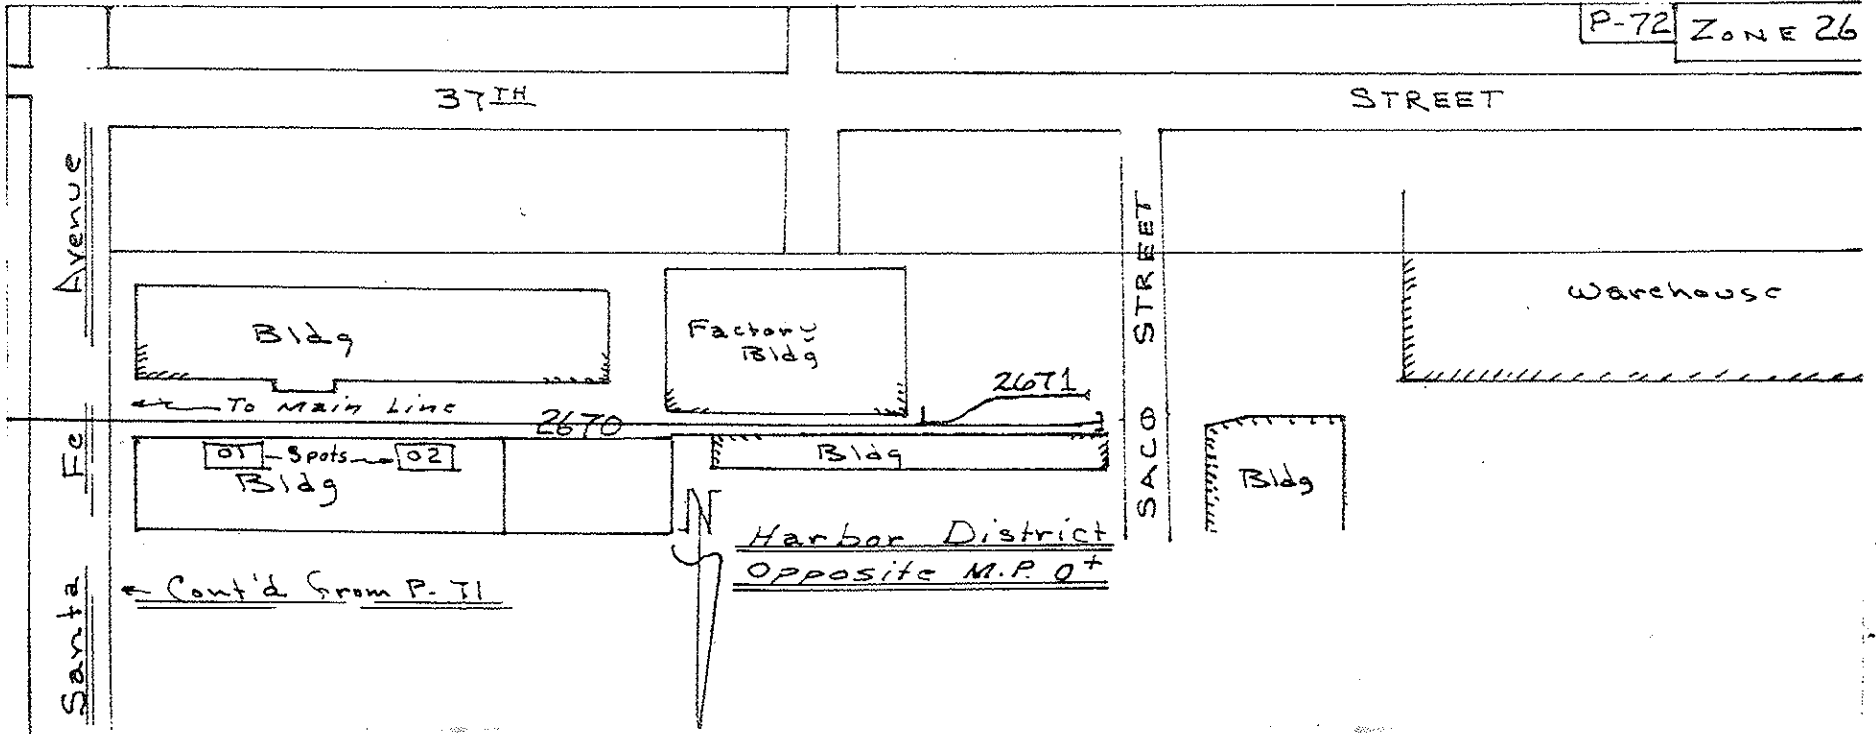 P-72 ZONE 26
37TH STREET
Santa Fe Avenue
SACO STREET
Bldg
Factory
Bldg
Warehouse
2671
To Main Line
2670
01 Spots 02
Bldg
Bldg
Bldg
N
Harbor District
Opposite M.P. 0+
Cont'd from P-71